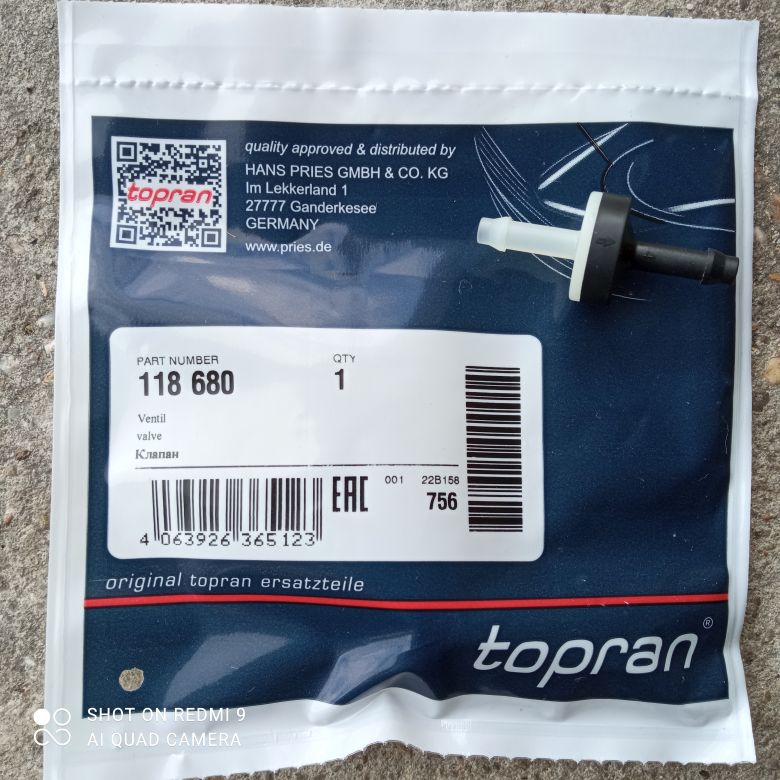 topran
quality approved & distributed by
HANS PRIES GMBH & CO. KG
Im Lekkerland 1
27777 Ganderkesee
GERMANY
www.pries.de
PART NUMBER
QTY
118 680
1
Ventil
valve
Клапан
EAC
001 22B158
756
4 063926 365123
original topran ersatzteile
topran®
SHOT ON REDMI 9
AI QUAD CAMERA